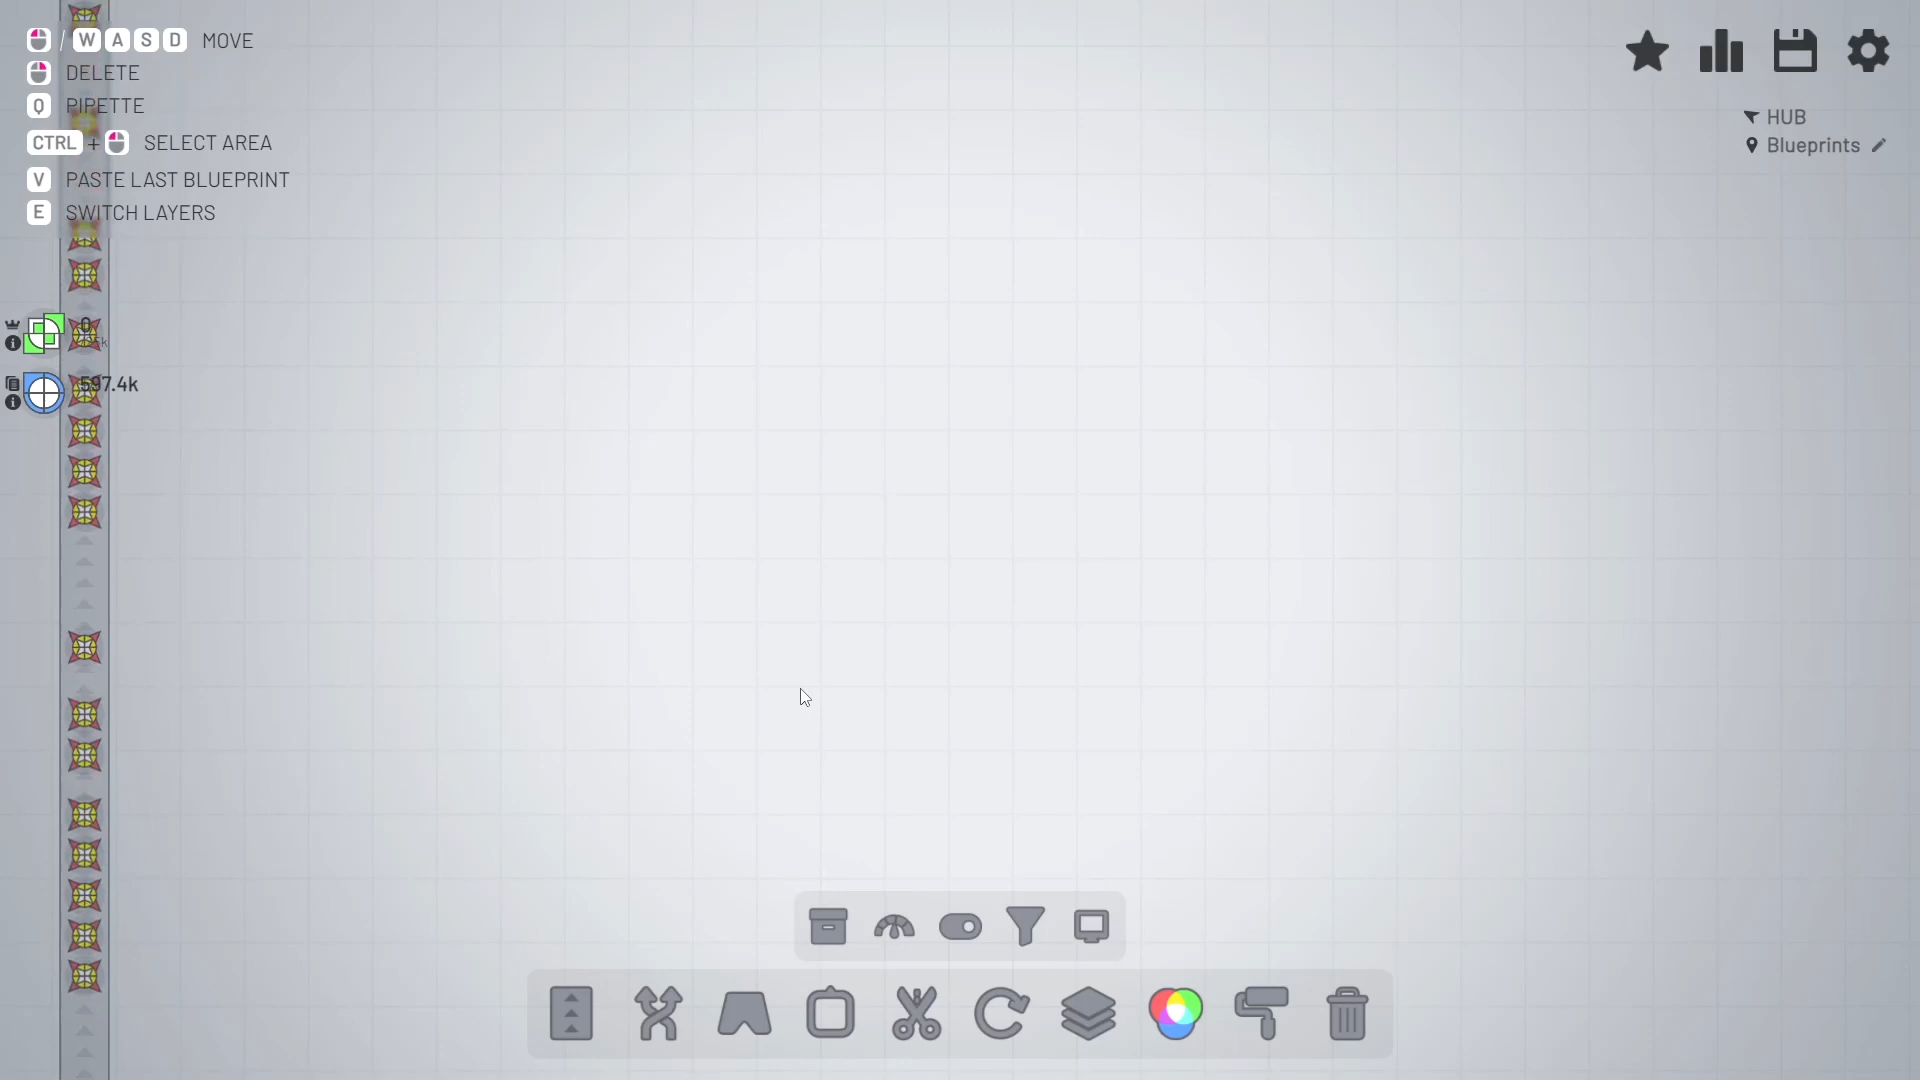 / W A S D MOVE
DELETE
Q PIPETTE
CTRL + SELECT AREA
V PASTE LAST BLUEPRINT
E SWITCH LAYERS
HUB
Blueprints
0
597.4k